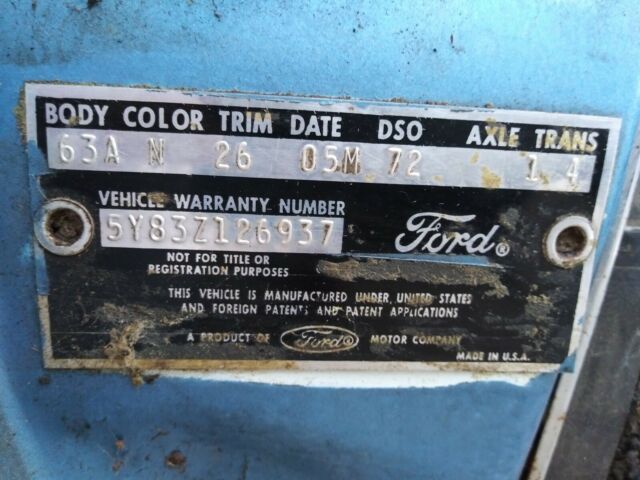 BODY COLOR TRIM DATE DSO AXLE TRANS
63A N 26 05M 72 1 4
VEHICLE WARRANTY NUMBER
5Y83Z126937
Ford®
NOT FOR TITLE OR
REGISTRATION PURPOSES
THIS VEHICLE IS MANUFACTURED UNDER UNITED STATES
AND FOREIGN PATENTS AND PATENT APPLICATIONS
A PRODUCT OF Ford® MOTOR COMPANY
MADE IN U.S.A.